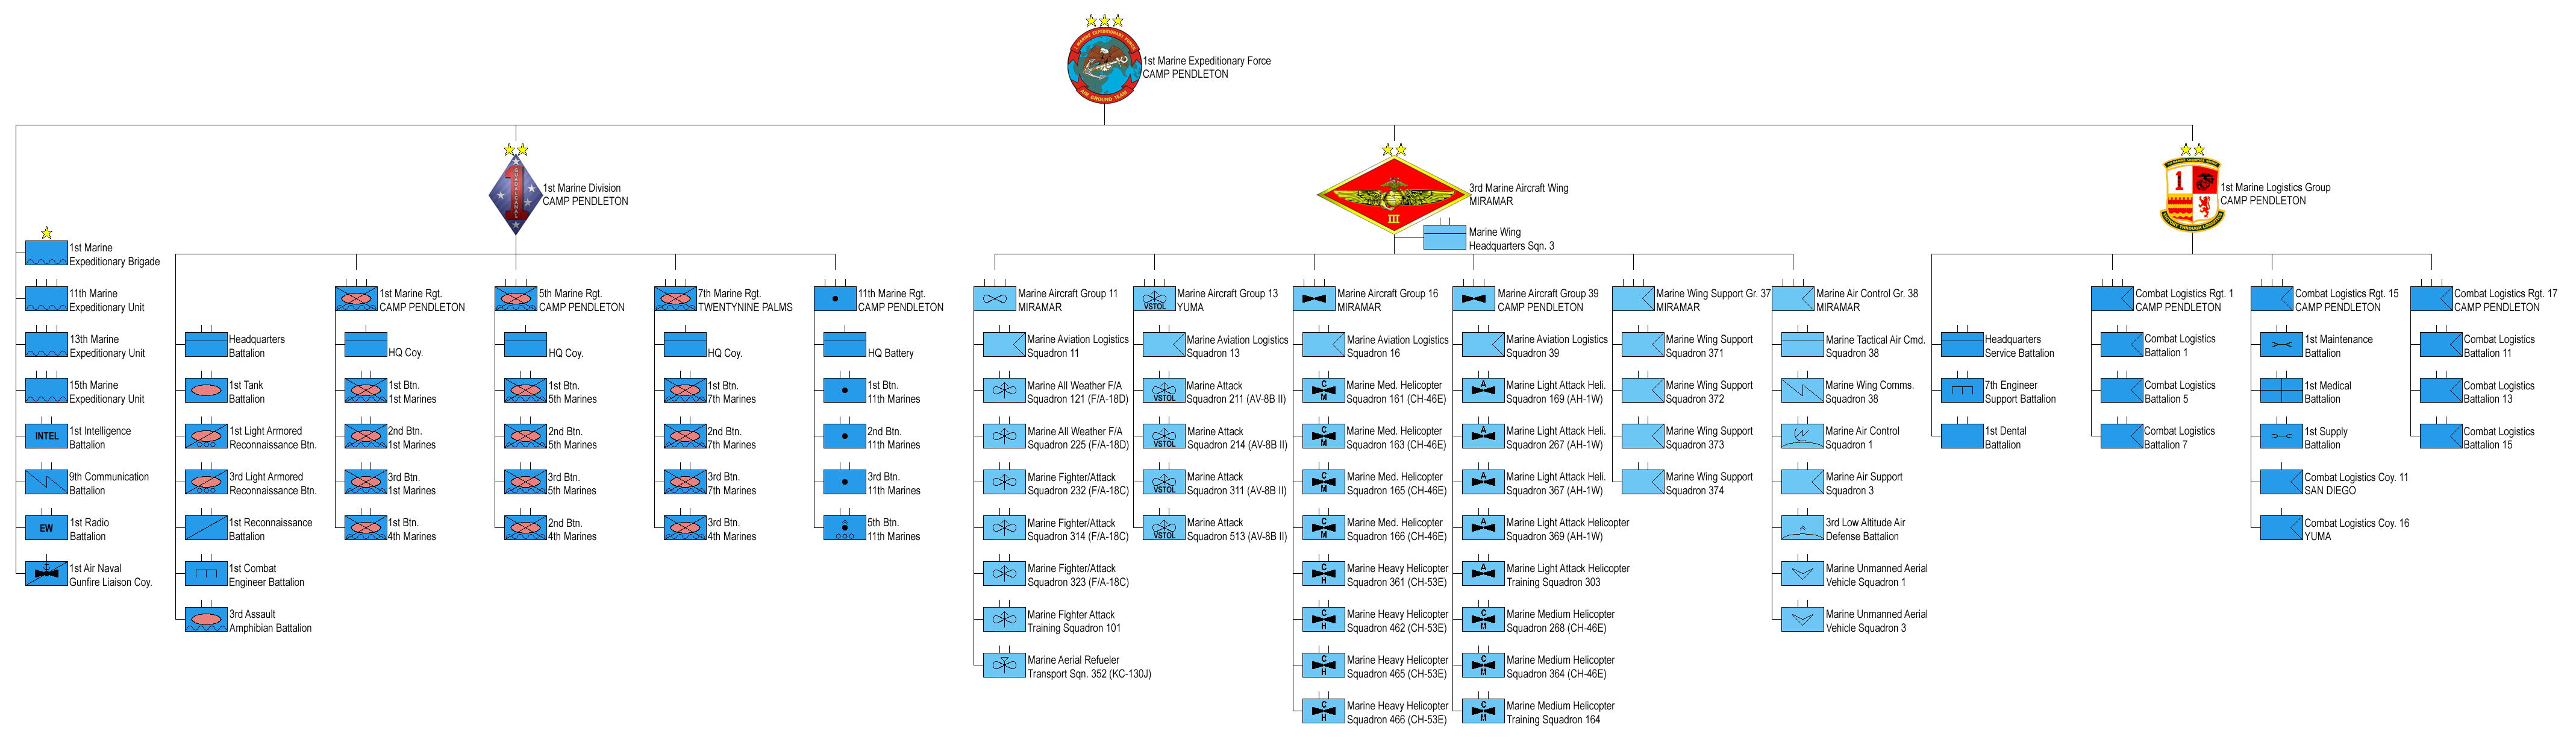 I MARINE EXPEDITIONARY FORCE
AIR GROUND TEAM
1st Marine Expeditionary Force
CAMP PENDLETON
GUADALCANAL
1st Marine Division
CAMP PENDLETON
III
3rd Marine Aircraft Wing
MIRAMAR
Marine Wing
Headquarters Sqn. 3
1
1st Marine Logistics Group
CAMP PENDLETON
1st Marine
Expeditionary Brigade
11th Marine
Expeditionary Unit
13th Marine
Expeditionary Unit
15th Marine
Expeditionary Unit
INTEL
1st Intelligence
Battalion
9th Communication
Battalion
EW
1st Radio
Battalion
1st Air Naval
Gunfire Liaison Coy.
Headquarters
Battalion
1st Tank
Battalion
1st Light Armored
Reconnaissance Btn.
3rd Light Armored
Reconnaissance Btn.
1st Reconnaissance
Battalion
1st Combat
Engineer Battalion
3rd Assault
Amphibian Battalion
1st Marine Rgt.
CAMP PENDLETON
HQ Coy.
1st Btn.
1st Marines
2nd Btn.
1st Marines
3rd Btn.
1st Marines
1st Btn.
4th Marines
5th Marine Rgt.
CAMP PENDLETON
HQ Coy.
1st Btn.
5th Marines
2nd Btn.
5th Marines
3rd Btn.
5th Marines
2nd Btn.
4th Marines
7th Marine Rgt.
TWENTYNINE PALMS
HQ Coy.
1st Btn.
7th Marines
2nd Btn.
7th Marines
3rd Btn.
7th Marines
3rd Btn.
4th Marines
11th Marine Rgt.
CAMP PENDLETON
HQ Battery
1st Btn.
11th Marines
2nd Btn.
11th Marines
3rd Btn.
11th Marines
5th Btn.
11th Marines
Marine Aircraft Group 11
MIRAMAR
Marine Aviation Logistics
Squadron 11
Marine All Weather F/A
Squadron 121 (F/A-18D)
Marine All Weather F/A
Squadron 225 (F/A-18D)
Marine Fighter/Attack
Squadron 232 (F/A-18C)
Marine Fighter/Attack
Squadron 314 (F/A-18C)
Marine Fighter/Attack
Squadron 323 (F/A-18C)
Marine Fighter Attack
Training Squadron 101
Marine Aerial Refueler
Transport Sqn. 352 (KC-130J)
VSTOL
Marine Aircraft Group 13
YUMA
Marine Aviation Logistics
Squadron 13
VSTOL
Marine Attack
Squadron 211 (AV-8B II)
VSTOL
Marine Attack
Squadron 214 (AV-8B II)
VSTOL
Marine Attack
Squadron 311 (AV-8B II)
VSTOL
Marine Attack
Squadron 513 (AV-8B II)
Marine Aircraft Group 16
MIRAMAR
Marine Aviation Logistics
Squadron 16
C
M
Marine Med. Helicopter
Squadron 161 (CH-46E)
C
M
Marine Med. Helicopter
Squadron 163 (CH-46E)
C
M
Marine Med. Helicopter
Squadron 165 (CH-46E)
C
M
Marine Med. Helicopter
Squadron 166 (CH-46E)
C
H
Marine Heavy Helicopter
Squadron 361 (CH-53E)
C
H
Marine Heavy Helicopter
Squadron 462 (CH-53E)
C
H
Marine Heavy Helicopter
Squadron 465 (CH-53E)
C
H
Marine Heavy Helicopter
Squadron 466 (CH-53E)
Marine Aircraft Group 39
CAMP PENDLETON
Marine Aviation Logistics
Squadron 39
A
Marine Light Attack Heli.
Squadron 169 (AH-1W)
A
Marine Light Attack Heli.
Squadron 267 (AH-1W)
A
Marine Light Attack Heli.
Squadron 367 (AH-1W)
A
Marine Light Attack Helicopter
Squadron 369 (AH-1W)
A
Marine Light Attack Helicopter
Training Squadron 303
C
M
Marine Medium Helicopter
Squadron 268 (CH-46E)
C
M
Marine Medium Helicopter
Squadron 364 (CH-46E)
C
M
Marine Medium Helicopter
Training Squadron 164
Marine Wing Support Gr. 37
MIRAMAR
Marine Wing Support
Squadron 371
Marine Wing Support
Squadron 372
Marine Wing Support
Squadron 373
Marine Wing Support
Squadron 374
Marine Air Control Gr. 38
MIRAMAR
Marine Tactical Air Cmd.
Squadron 38
Marine Wing Comms.
Squadron 38
Marine Air Control
Squadron 1
Marine Air Support
Squadron 3
3rd Low Altitude Air
Defense Battalion
Marine Unmanned Aerial
Vehicle Squadron 1
Marine Unmanned Aerial
Vehicle Squadron 3
Headquarters
Service Battalion
7th Engineer
Support Battalion
1st Dental
Battalion
Combat Logistics Rgt. 1
CAMP PENDLETON
Combat Logistics
Battalion 1
Combat Logistics
Battalion 5
Combat Logistics
Battalion 7
Combat Logistics Rgt. 15
CAMP PENDLETON
1st Maintenance
Battalion
1st Medical
Battalion
1st Supply
Battalion
Combat Logistics Coy. 11
SAN DIEGO
Combat Logistics Coy. 16
YUMA
Combat Logistics Rgt. 17
CAMP PENDLETON
Combat Logistics
Battalion 11
Combat Logistics
Battalion 13
Combat Logistics
Battalion 15